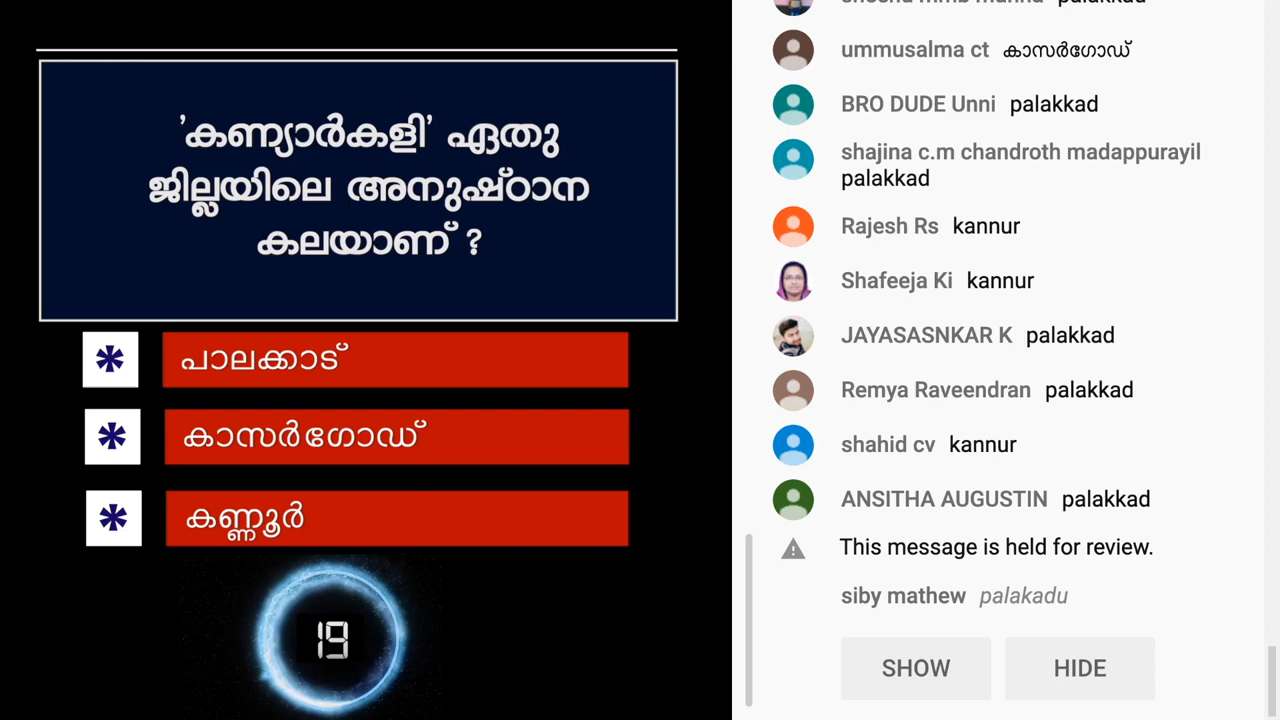 'കണ്യാർകളി' ഏതു
ജില്ലയിലെ അനുഷ്ഠാന
കലയാണ് ?
* പാലക്കാട്
* കാസർഗോഡ്
* കണ്ണൂർ
19
palakkad
ummusalma ct കാസർഗോഡ്
BRO DUDE Unni palakkad
shajina c.m chandroth madappurayil
palakkad
Rajesh Rs kannur
Shafeeja Ki kannur
JAYASASNKAR K palakkad
Remya Raveendran palakkad
shahid cv kannur
ANSITHA AUGUSTIN palakkad
This message is held for review.
siby mathew palakadu
SHOW HIDE